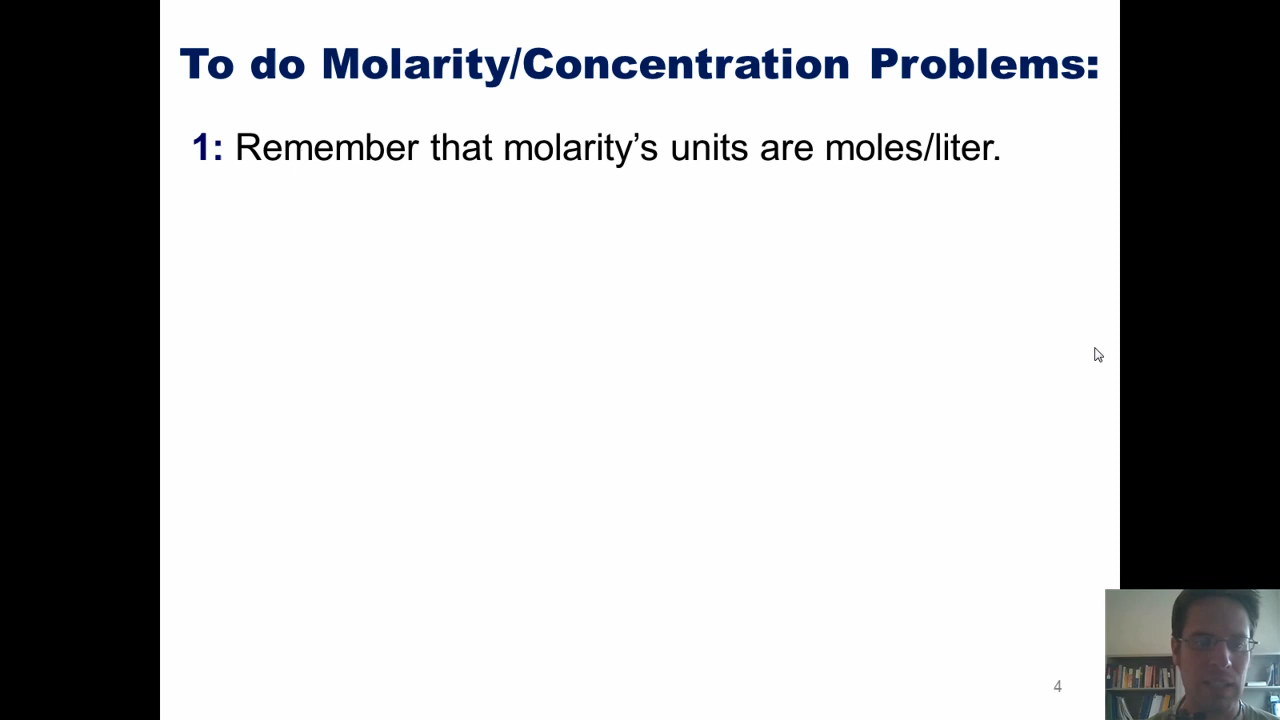 To do Molarity/Concentration Problems:
1: Remember that molarity’s units are moles/liter.
4